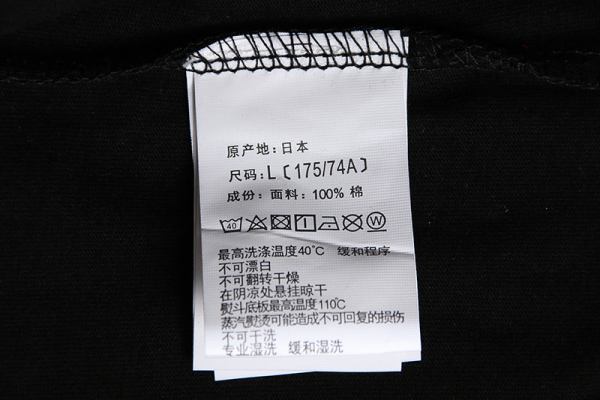 原产地:日本
尺码:L〔175/74A〕
成份:面料:100% 棉
40 W
最高洗涤温度40℃ 缓和程序
不可漂白
不可翻转干燥
在阴凉处悬挂晾干
熨斗底板最高温度110℃
蒸汽熨烫可能造成不可回复的损伤
不可干洗
专业湿洗 缓和湿洗